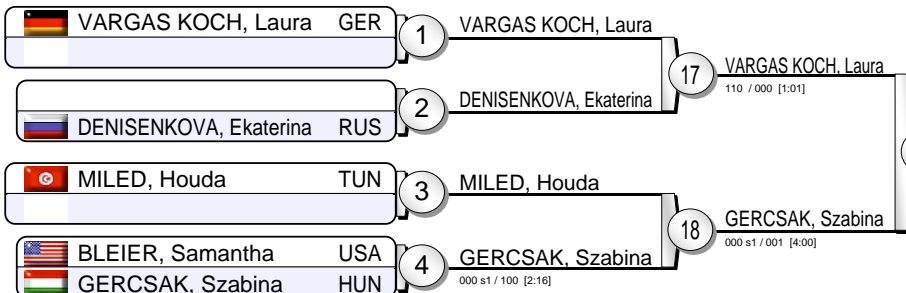 VARGAS KOCH, Laura GER
1
VARGAS KOCH, Laura
17
VARGAS KOCH, Laura
110 / 000 [1:01]
2
DENISENKOVA, Ekaterina
DENISENKOVA, Ekaterina RUS
MILED, Houda TUN
3
MILED, Houda
18
GERCSAK, Szabina
000 s1 / 001 [4:00]
BLEIER, Samantha USA
4
GERCSAK, Szabina
000 s1 / 100 [2:16]
GERCSAK, Szabina HUN